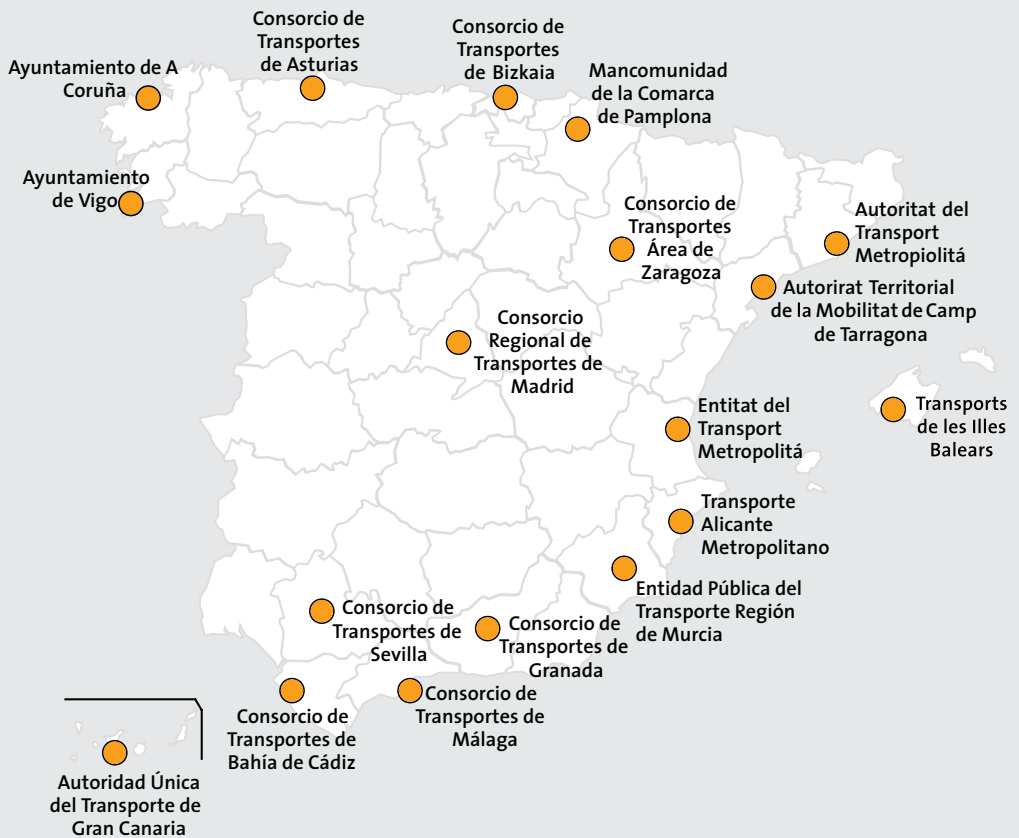 Consorcio de
Transportes
de Asturias
Consorcio de
Transportes
de Bizkaia
Ayuntamiento de A
Coruña
Mancomunidad
de la Comarca
de Pamplona
Ayuntamiento
de Vigo
Consorcio de
Transportes
Área de
Zaragoza
Autoritat del
Transport
Metropiolitá
Autorirat Territorial
de la Mobilitat de Camp
de Tarragona
Consorcio
Regional de
Transportes de
Madrid
Entitat del
Transport
Metropolitá
Transports
de les Illes
Balears
Transporte
Alicante
Metropolitano
Entidad Pública del
Transporte Región
de Murcia
Consorcio de
Transportes de
Sevilla
Consorcio de
Transportes de
Granada
Consorcio de
Transportes de
Bahía de Cádiz
Consorcio de
Transportes de
Málaga
Autoridad Única
del Transporte de
Gran Canaria